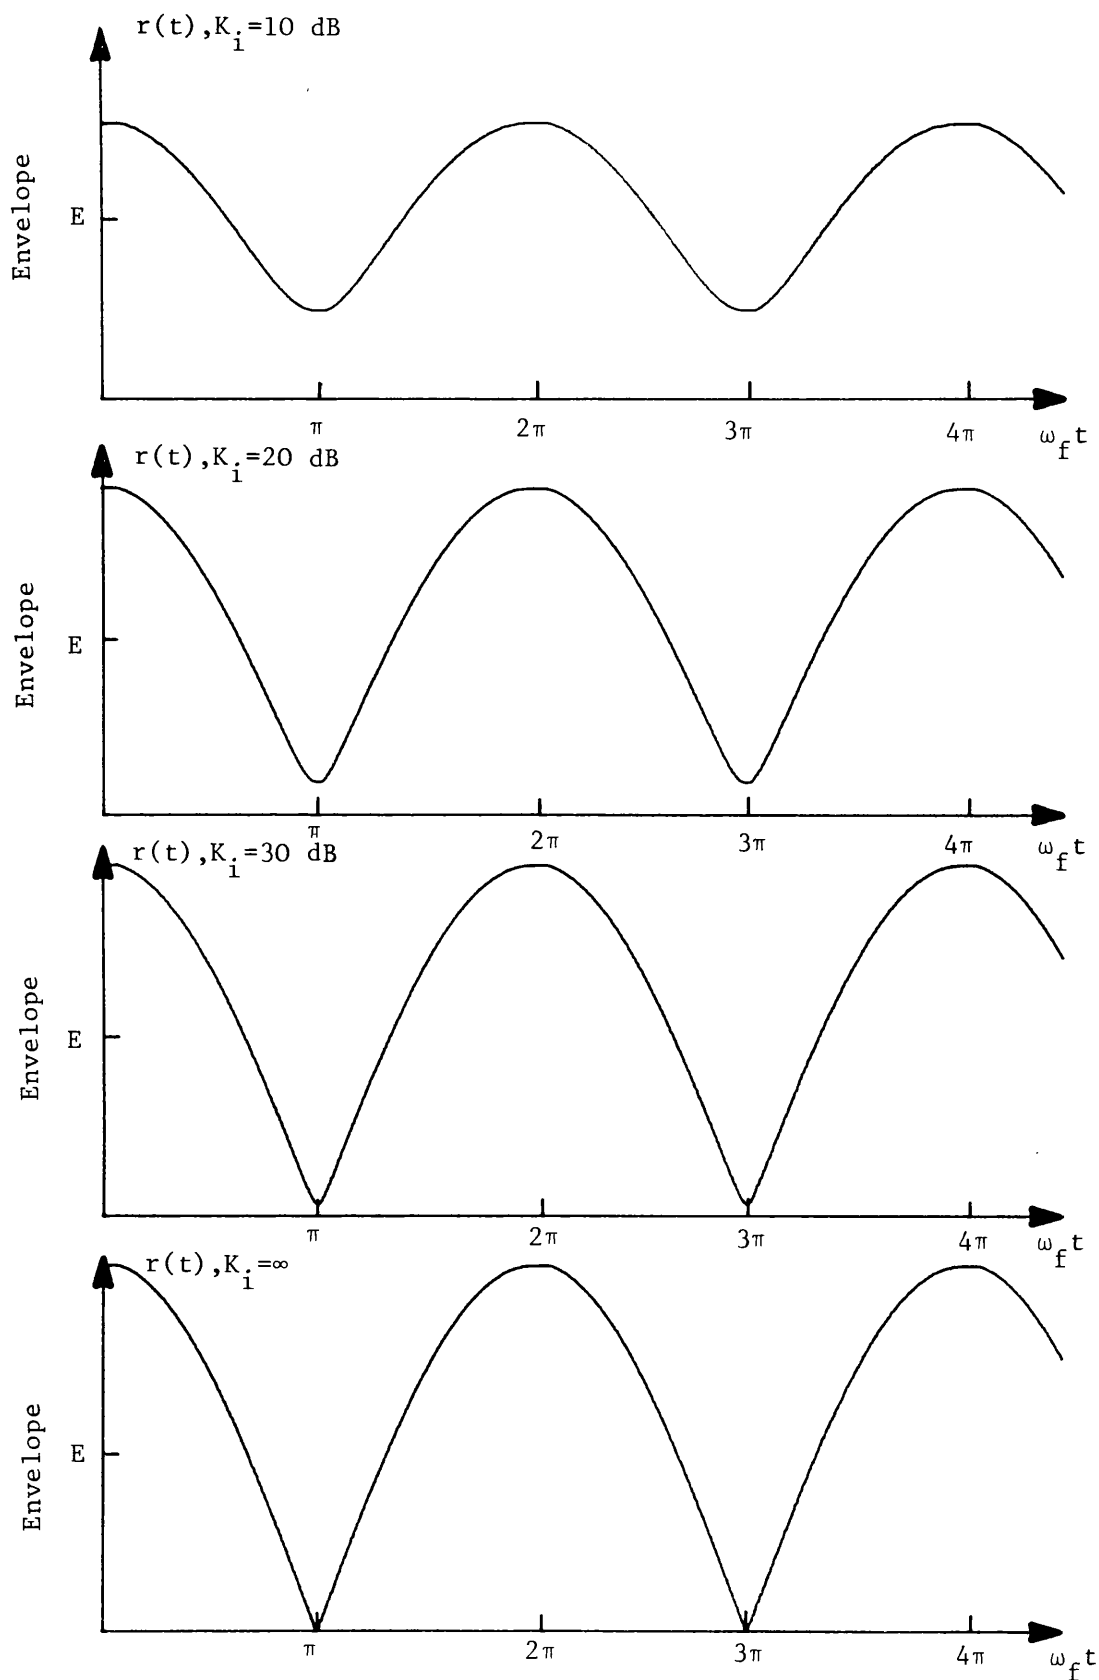 r(t),K_i=10 dB
Envelope
E
π 2π 3π 4π ω_f t
r(t),K_i=20 dB
Envelope
E
π 2π 3π 4π ω_f t
r(t),K_i=30 dB
Envelope
E
π 2π 3π 4π ω_f t
r(t),K_i=∞
Envelope
E
π 2π 3π 4π ω_f t